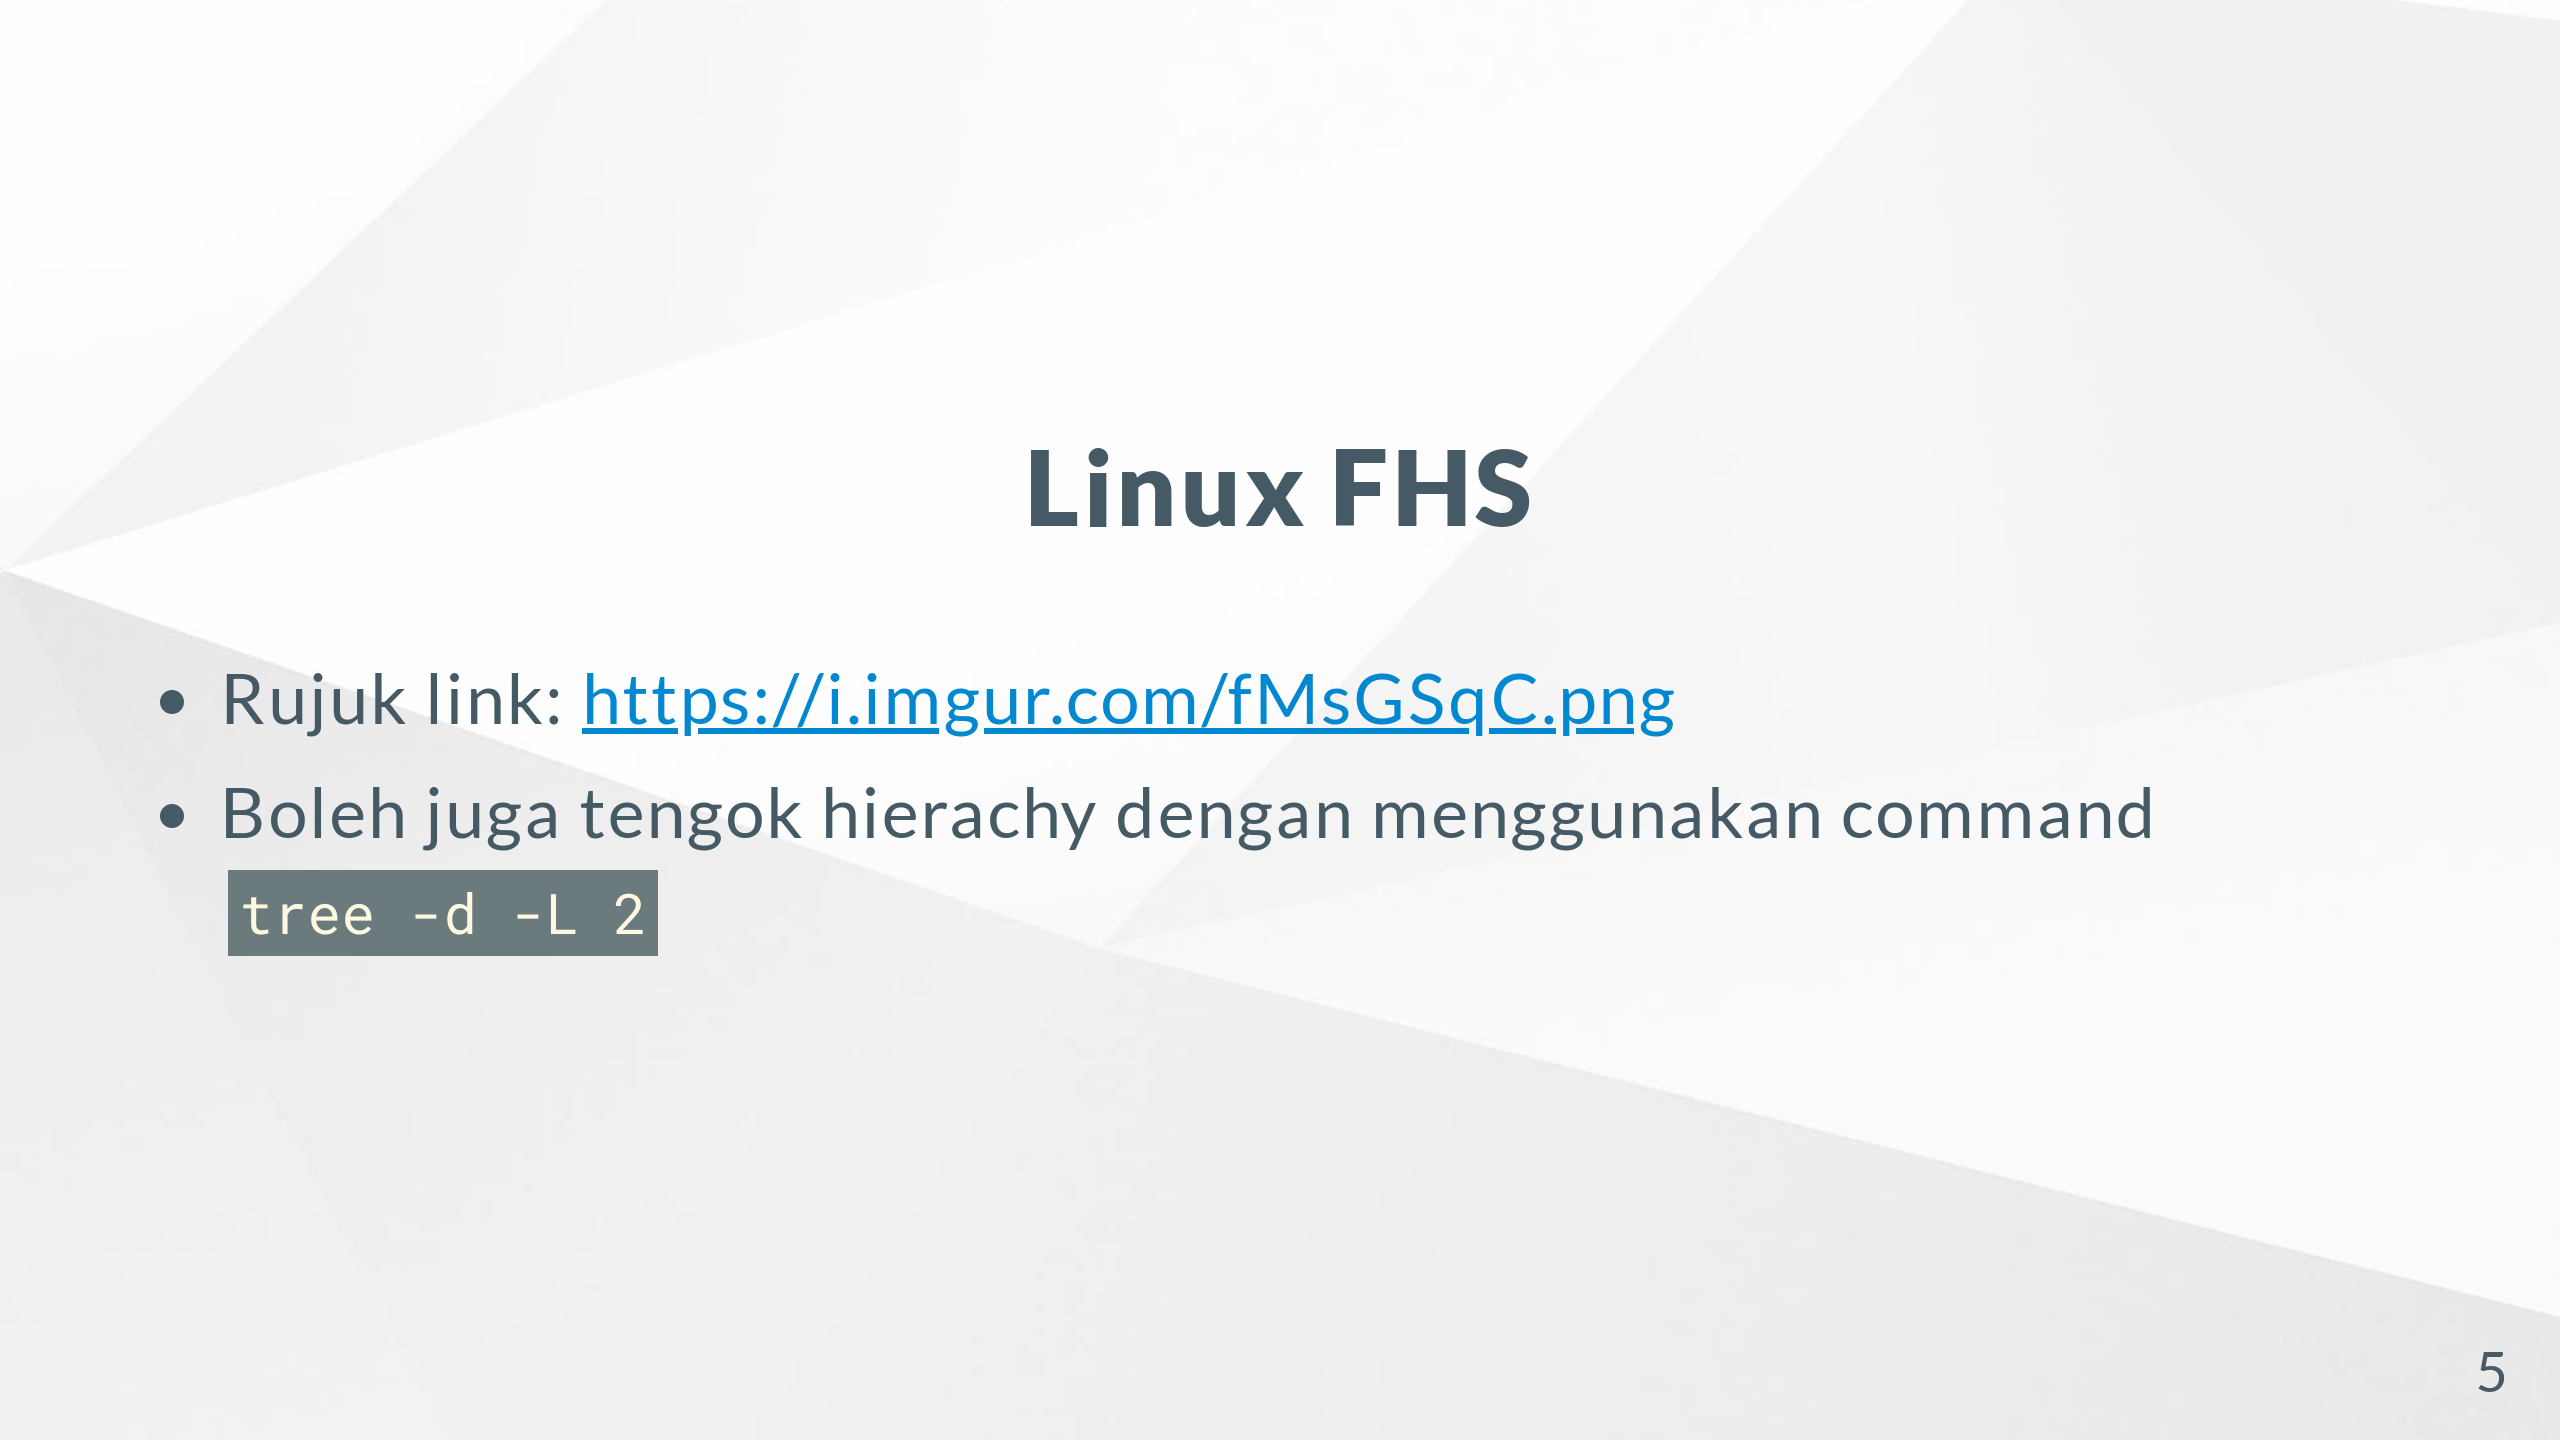 Linux FHS
Rujuk link: https://i.imgur.com/fMsGSqC.png
Boleh juga tengok hierachy dengan menggunakan command
tree -d -L 2
5